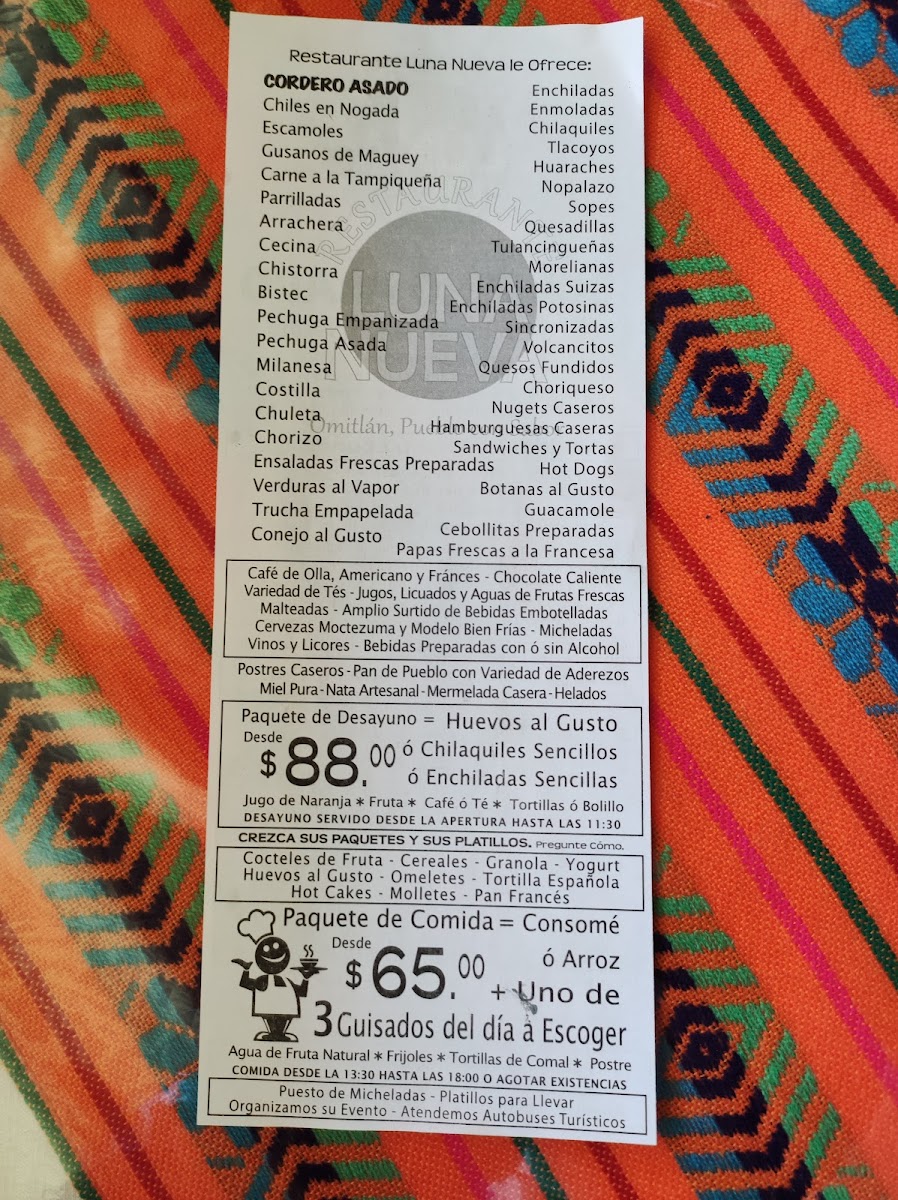 Restaurante Luna Nueva le Ofrece:
CORDERO ASADO
Chiles en Nogada
Escamoles
Gusanos de Maguey
Carne a la Tampiqueña
Parrilladas
Arrachera
Cecina
Chistorra
Bistec
Pechuga Empanizada
Pechuga Asada
Milanesa
Costilla
Chuleta
Chorizo
Ensaladas Frescas Preparadas
Verduras al Vapor
Trucha Empapelada
Conejo al Gusto
Enchiladas
Enmoladas
Chilaquiles
Tlacoyos
Huaraches
Nopalazo
Sopes
Quesadillas
Tulancingueñas
Morelianas
Enchiladas Suizas
Enchiladas Potosinas
Sincronizadas
Volcancitos
Quesos Fundidos
Choriqueso
Nugets Caseros
Hamburguesas Caseras
Sandwiches y Tortas
Hot Dogs
Botanas al Gusto
Guacamole
Cebollitas Preparadas
Papas Frescas a la Francesa
LUNA
NUEVA
Omitlán,
Café de Olla, Americano y Fránces - Chocolate Caliente
Variedad de Tés - Jugos, Licuados y Aguas de Frutas Frescas
Malteadas - Amplio Surtido de Bebidas Embotelladas
Cervezas Moctezuma y Modelo Bien Frías - Micheladas
Vinos y Licores - Bebidas Preparadas con ó sin Alcohol
Postres Caseros - Pan de Pueblo con Variedad de Aderezos
Miel Pura - Nata Artesanal - Mermelada Casera - Helados
Paquete de Desayuno = Huevos al Gusto
Desde
$ 88.00 ó Chilaquiles Sencillos
ó Enchiladas Sencillas
Jugo de Naranja * Fruta * Café ó Té * Tortillas ó Bolillo
DESAYUNO SERVIDO DESDE LA APERTURA HASTA LAS 11:30
CREZCA SUS PAQUETES Y SUS PLATILLOS. Pregunte Cómo.
Cocteles de Fruta - Cereales - Granola - Yogurt
Huevos al Gusto - Omeletes - Tortilla Española
Hot Cakes - Molletes - Pan Francés
Paquete de Comida = Consomé
Desde
ó Arroz
$ 65.00 + Uno de
3 Guisados del día a Escoger
Agua de Fruta Natural * Frijoles * Tortillas de Comal * Postre
COMIDA DESDE LA 13:30 HASTA LAS 18:00 O AGOTAR EXISTENCIAS
Puesto de Micheladas - Platillos para Llevar
Organizamos su Evento - Atendemos Autobuses Turísticos